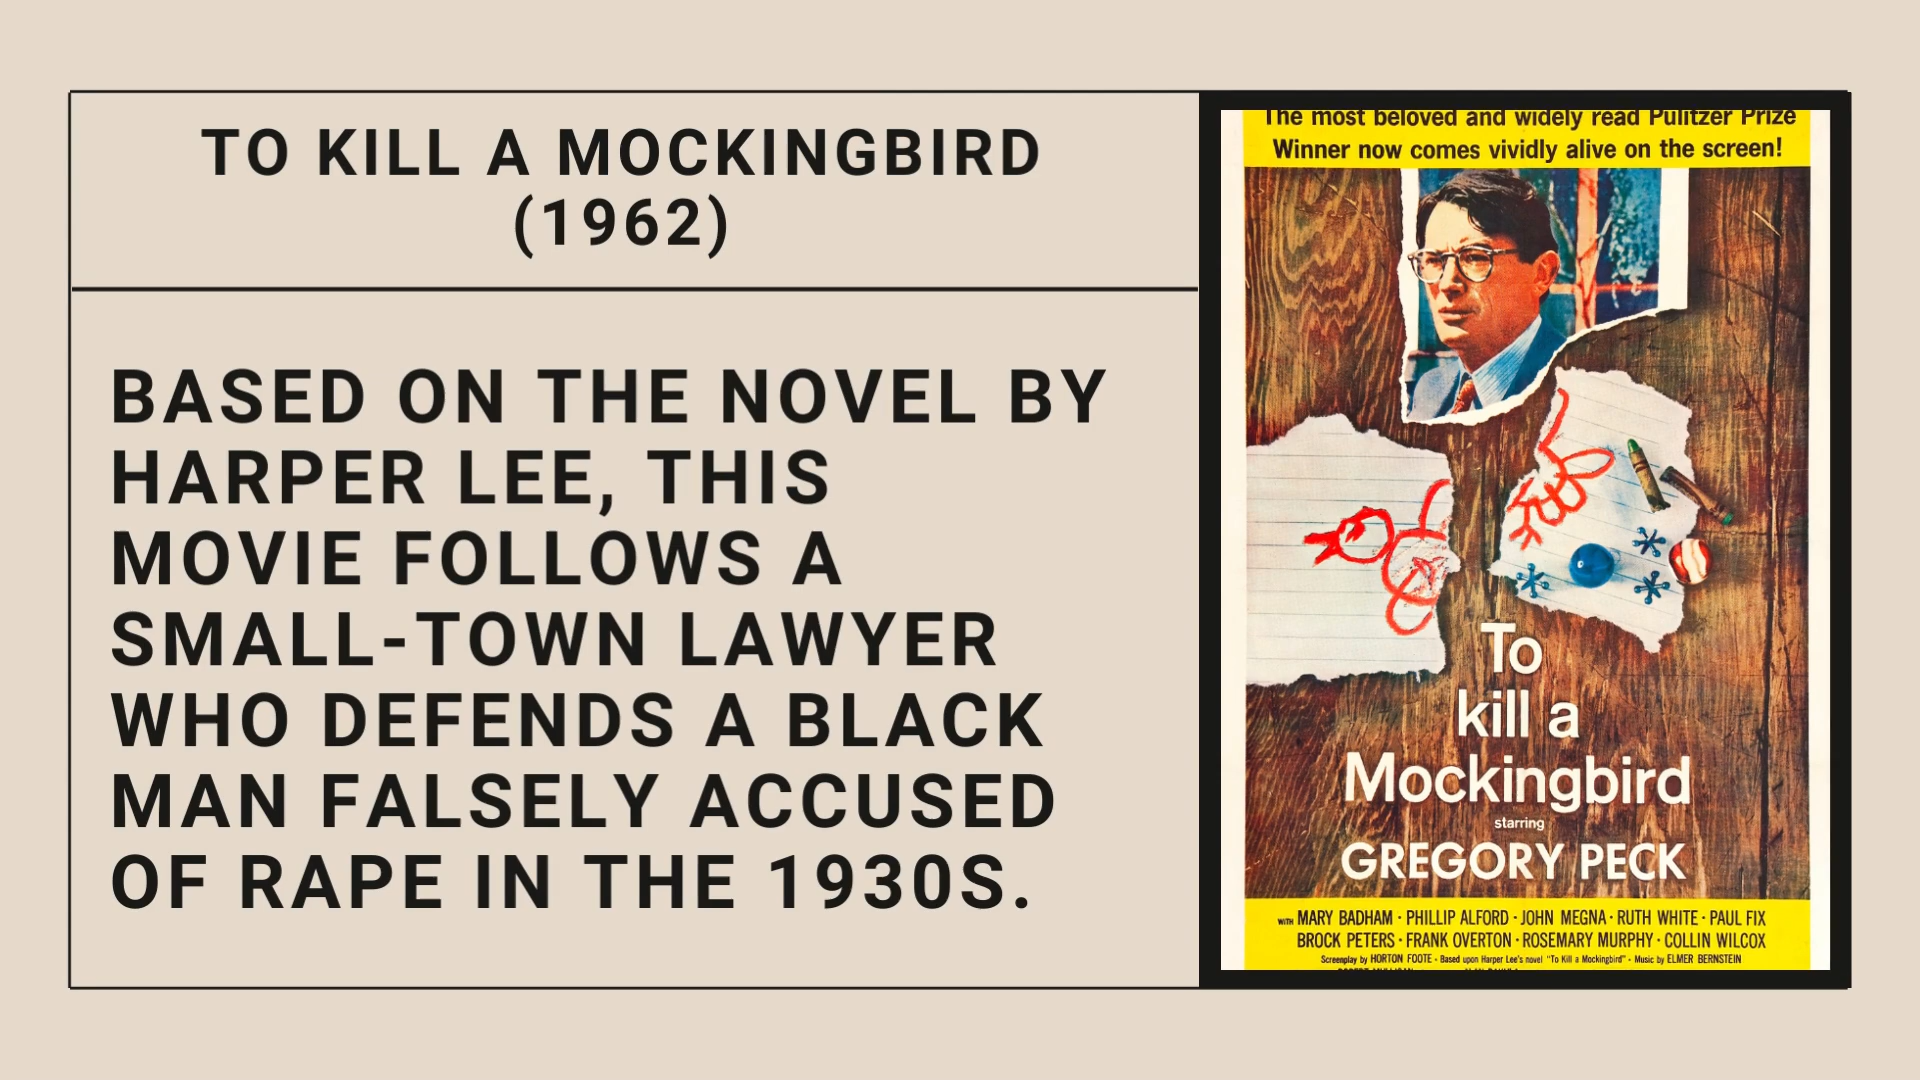 TO KILL A MOCKINGBIRD
(1962)
BASED ON THE NOVEL BY
HARPER LEE, THIS
MOVIE FOLLOWS A
SMALL-TOWN LAWYER
WHO DEFENDS A BLACK
MAN FALSELY ACCUSED
OF RAPE IN THE 1930S.
The most beloved and widely read Pulitzer Prize
Winner now comes vividly alive on the screen!
To
kill a
Mockingbird
starring
GREGORY PECK
WITH MARY BADHAM · PHILLIP ALFORD · JOHN MEGNA · RUTH WHITE · PAUL FIX
BROCK PETERS · FRANK OVERTON · ROSEMARY MURPHY · COLLIN WILCOX
Screenplay by HORTON FOOTE · Based upon Harper Lee's novel "To Kill a Mockingbird" · Music by ELMER BERNSTEIN